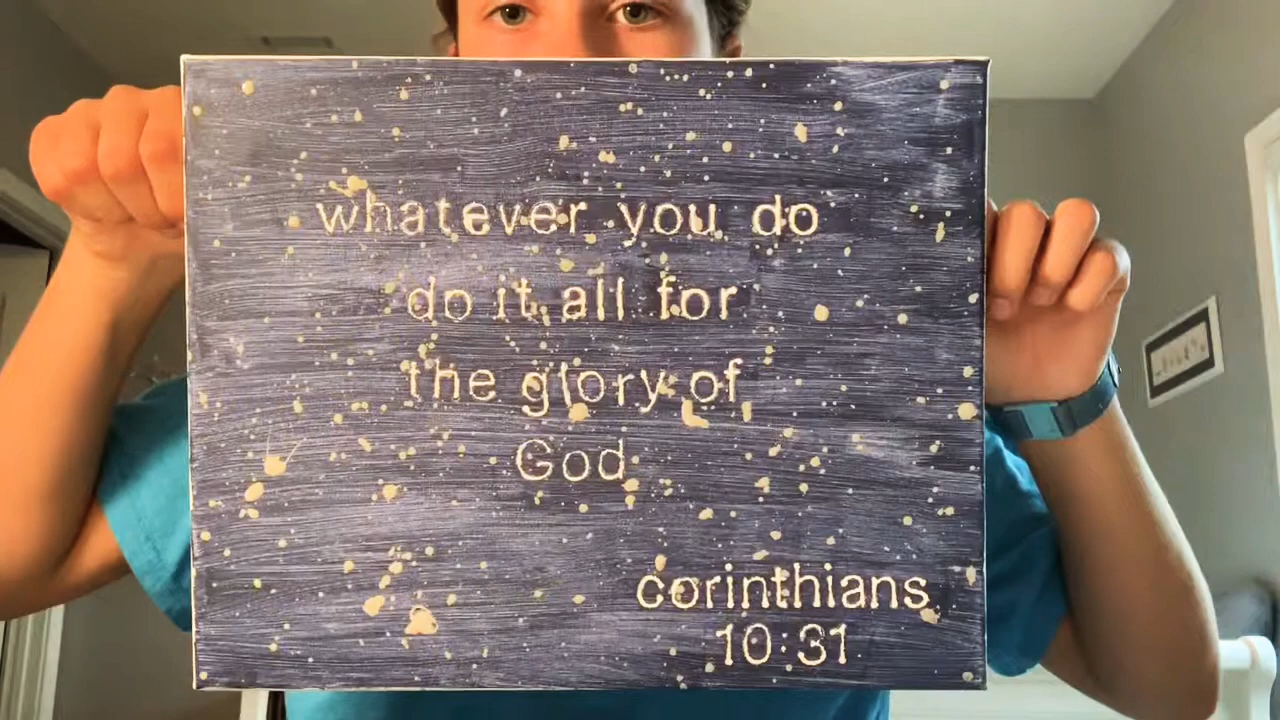 whatever you do
do it all for
the glory of
God
corinthians
10:31